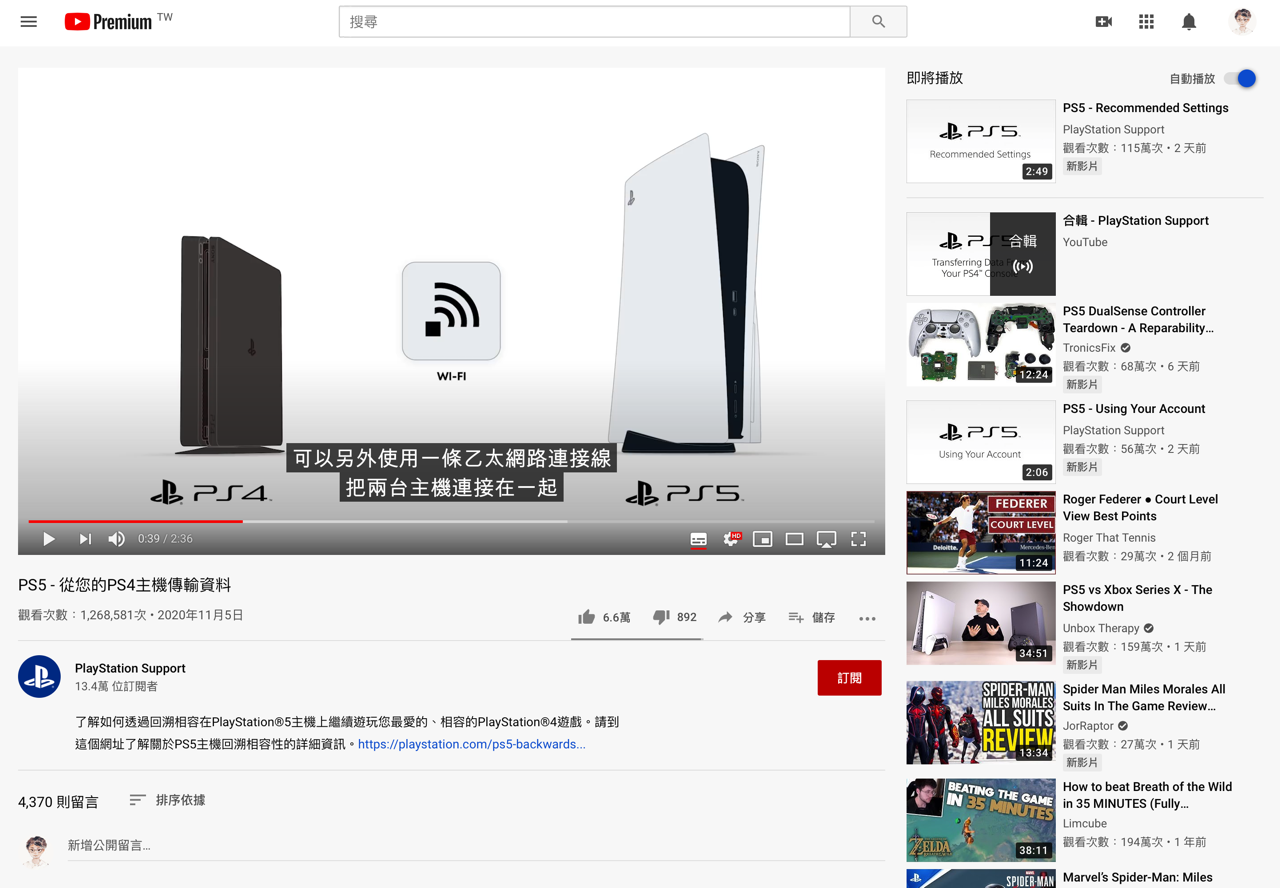 Premium TW
搜尋
WI-FI
可以另外使用一條乙太網路連接線
把兩台主機連接在一起
PS4™
PS5™
0:39 / 2:36
HD
PS5 - 從您的PS4主機傳輸資料
觀看次數：1,268,581次•2020年11月5日
6.6萬
892
分享
儲存
PlayStation Support
13.4萬 位訂閱者
訂閱
了解如何透過回溯相容在PlayStation®5主機上繼續遊玩您最愛的、相容的PlayStation®4遊戲。請到
這個網址了解關於PS5主機回溯相容性的詳細資訊。https://playstation.com/ps5-backwards...
4,370 則留言
排序依據
新增公開留言...
即將播放
自動播放
PS5
Recommended Settings
2:49
PS5 - Recommended Settings
PlayStation Support
觀看次數：115萬次•2 天前
新影片
PS5
Transferring Data F
Your PS4™ Console
合輯
合輯 - PlayStation Support
YouTube
12:24
PS5 DualSense Controller
Teardown - A Reparability…
TronicsFix
觀看次數：68萬次•6 天前
新影片
PS5
Using Your Account
2:06
PS5 - Using Your Account
PlayStation Support
觀看次數：56萬次•2 天前
新影片
FEDERER
COURT LEVEL
Deloitte.
Mercedes-Benz
11:24
Roger Federer ● Court Level
View Best Points
Roger That Tennis
觀看次數：29萬次•2 個月前
34:51
PS5 vs Xbox Series X - The
Showdown
Unbox Therapy
觀看次數：159萬次•1 天前
新影片
SPIDER-MAN
MILES MORALES
ALL SUITS
REVIEW
13:34
Spider Man Miles Morales All
Suits In The Game Review…
JorRaptor
觀看次數：27萬次•1 天前
新影片
BEATING THE GAME
IN 35 MINUTES
ZELDA
38:11
How to beat Breath of the Wild
in 35 MINUTES (Fully…
Limcube
觀看次數：194萬次•1 年前
SPIDER-MAN
Marvel's Spider-Man: Miles